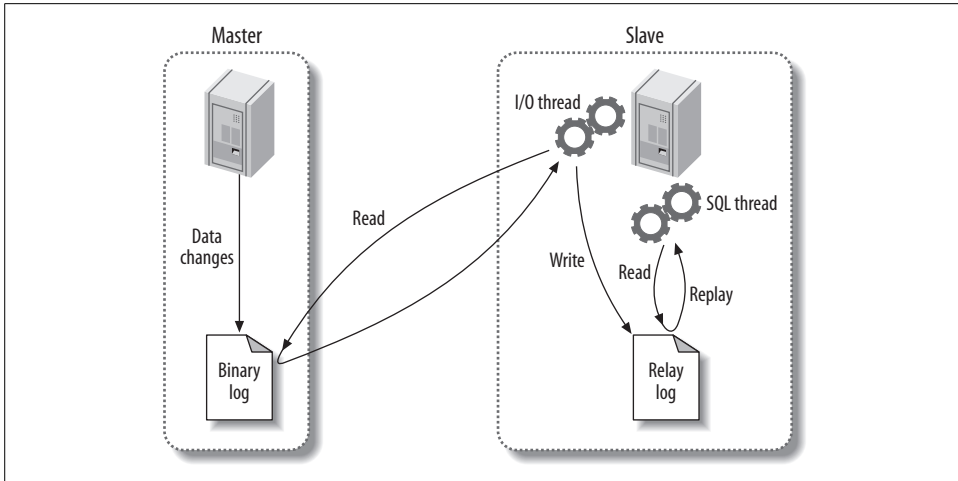 Master
Slave
I/O thread
SQL thread
Read
Data
changes
Write
Read
Replay
Binary
log
Relay
log